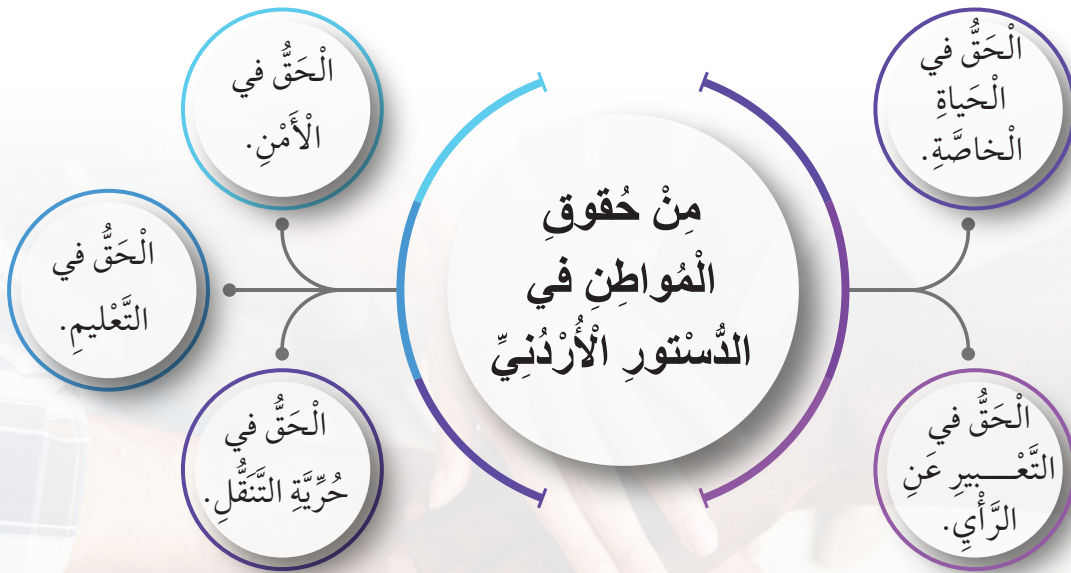 مِنْ حُقوقِ
الْمُواطِنِ في
الدُّسْتورِ الْأُرْدُنِيِّ
الْحَقُّ في
الْحَياةِ
الْخاصَّةِ.
الْحَقُّ في
التَّعْـــبيرِ عَنِ
الرَّأْيِ.
الْحَقُّ في
الْأَمْنِ.
الْحَقُّ في
التَّعْليمِ.
الْحَقُّ في
حُرِّيَّةِ التَّنَقُّلِ.